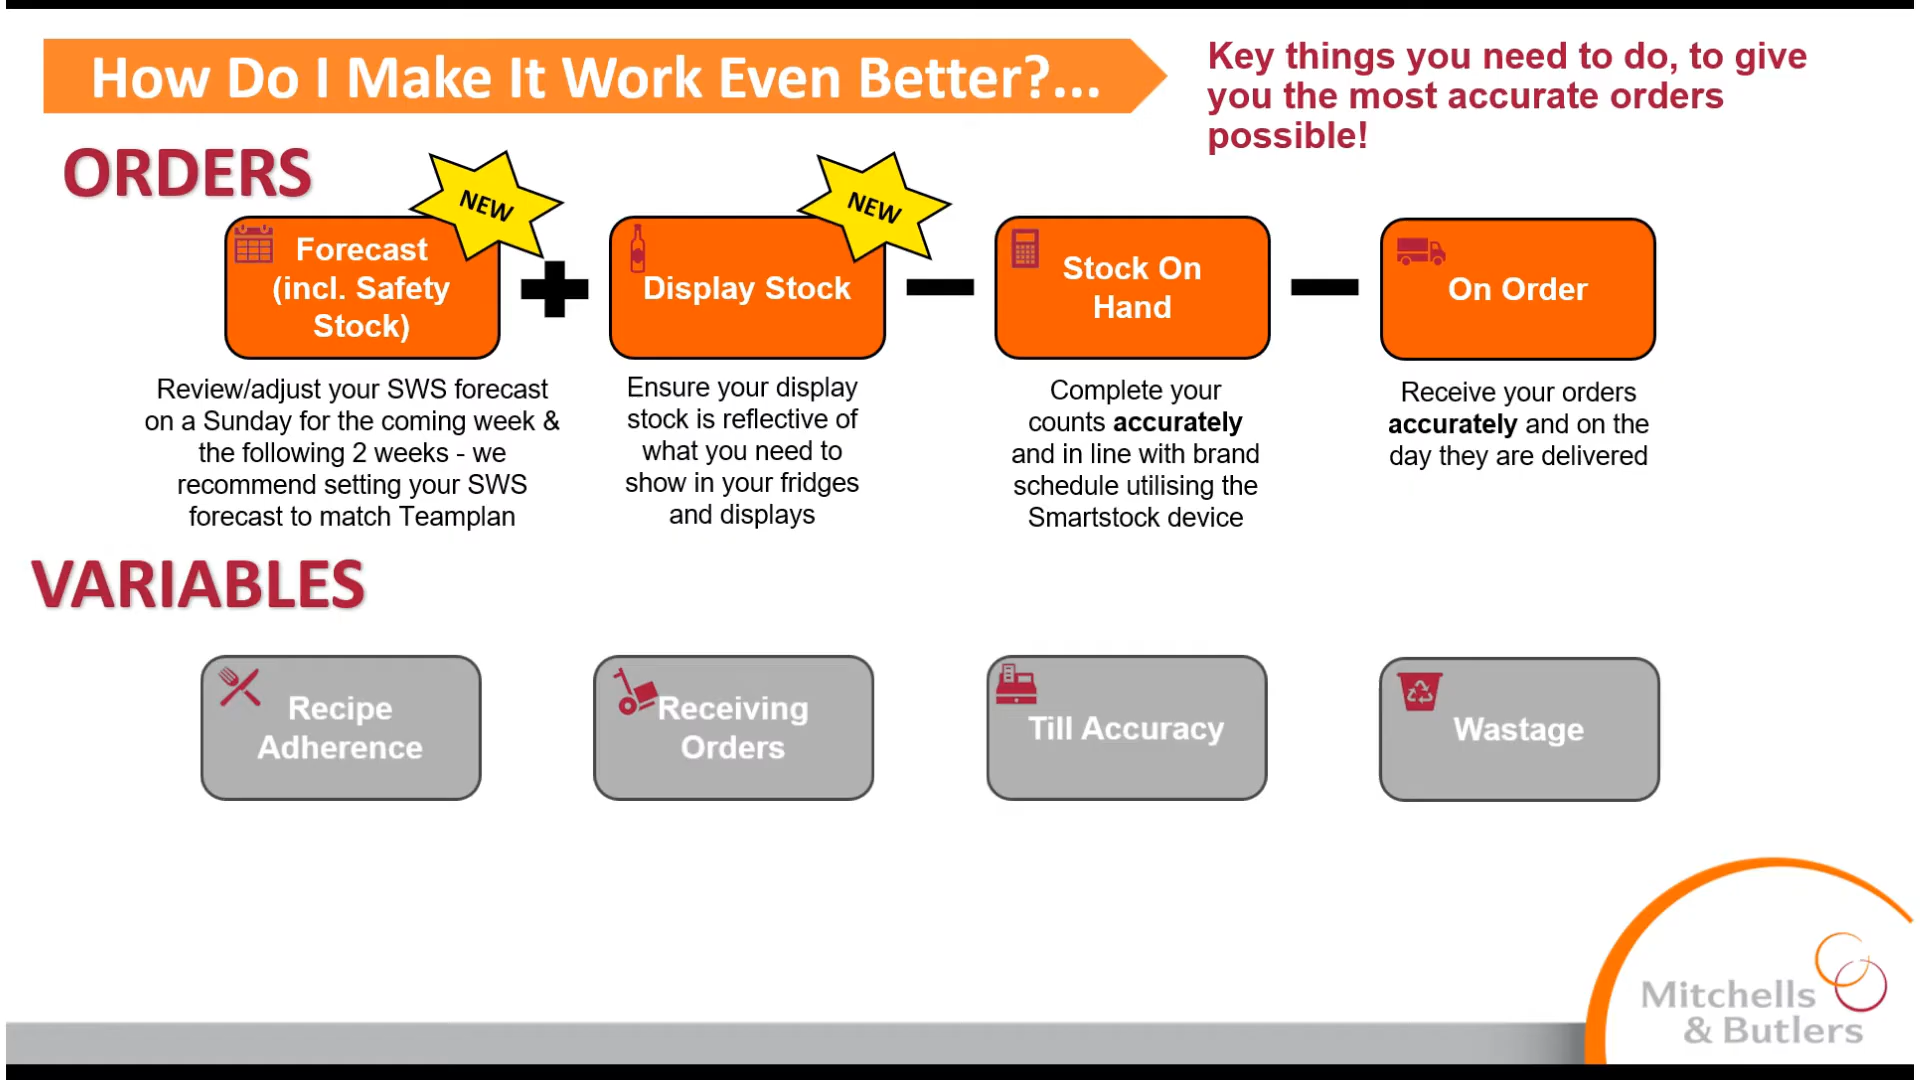 How Do I Make It Work Even Better?...
Key things you need to do, to give
you the most accurate orders
possible!
ORDERS
NEW
NEW
Forecast
(incl. Safety
Stock)
Display Stock
Stock On
Hand
On Order
Review/adjust your SWS forecast
on a Sunday for the coming week &
the following 2 weeks - we
recommend setting your SWS
forecast to match Teamplan
Ensure your display
stock is reflective of
what you need to
show in your fridges
and displays
Complete your
counts accurately
and in line with brand
schedule utilising the
Smartstock device
Receive your orders
accurately and on the
day they are delivered
VARIABLES
Recipe
Adherence
Receiving
Orders
Till Accuracy
Wastage
Mitchells
& Butlers